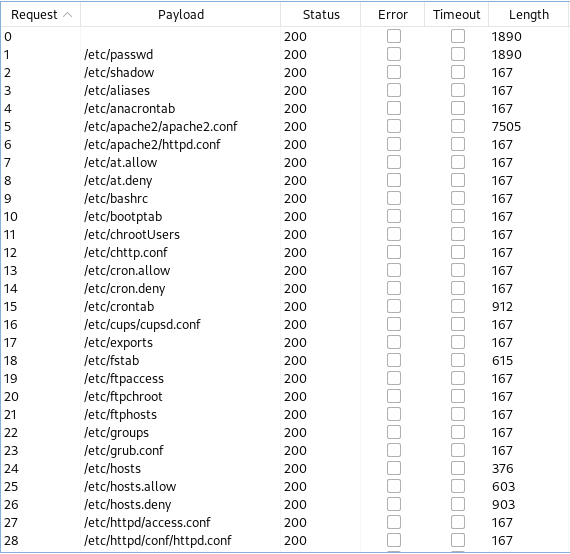 Request Payload Status Error Timeout Length
0 200 1890
1 /etc/passwd 200 1890
2 /etc/shadow 200 167
3 /etc/aliases 200 167
4 /etc/anacrontab 200 167
5 /etc/apache2/apache2.conf 200 7505
6 /etc/apache2/httpd.conf 200 167
7 /etc/at.allow 200 167
8 /etc/at.deny 200 167
9 /etc/bashrc 200 167
10 /etc/bootptab 200 167
11 /etc/chrootUsers 200 167
12 /etc/chttp.conf 200 167
13 /etc/cron.allow 200 167
14 /etc/cron.deny 200 167
15 /etc/crontab 200 912
16 /etc/cups/cupsd.conf 200 167
17 /etc/exports 200 167
18 /etc/fstab 200 615
19 /etc/ftpaccess 200 167
20 /etc/ftpchroot 200 167
21 /etc/ftphosts 200 167
22 /etc/groups 200 167
23 /etc/grub.conf 200 167
24 /etc/hosts 200 376
25 /etc/hosts.allow 200 603
26 /etc/hosts.deny 200 903
27 /etc/httpd/access.conf 200 167
28 /etc/httpd/conf/httpd.conf 200 167